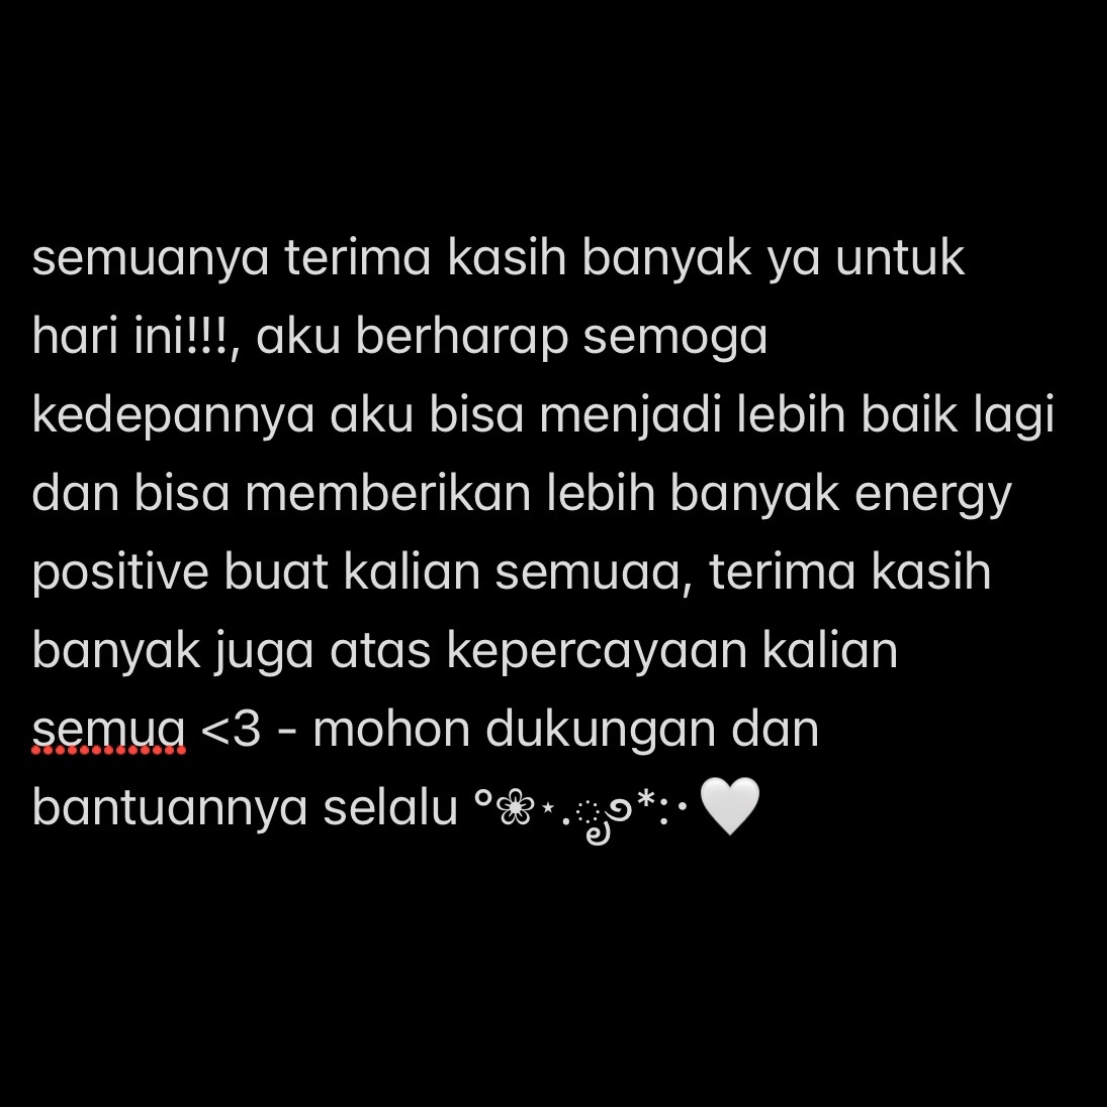 semuanya terima kasih banyak ya untuk
hari ini!!!, aku berharap semoga
kedepannya aku bisa menjadi lebih baik lagi
dan bisa memberikan lebih banyak energy
positive buat kalian semuaa, terima kasih
banyak juga atas kepercayaan kalian
semua <3 - mohon dukungan dan
bantuannya selalu °❀⋆.ೃ࿔*:･🤍